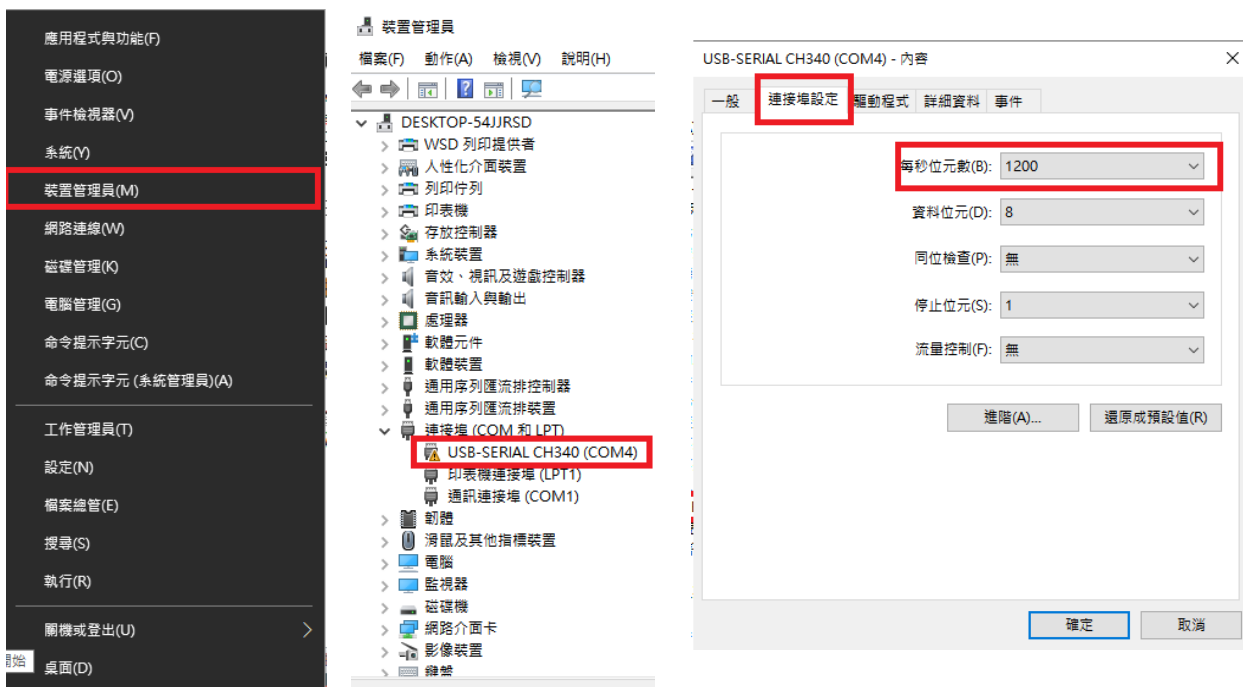 應用程式與功能(F)
電源選項(O)
事件檢視器(V)
系統(Y)
裝置管理員(M)
網路連線(W)
磁碟管理(K)
電腦管理(G)
命令提示字元(C)
命令提示字元 (系統管理員)(A)
工作管理員(T)
設定(N)
檔案總管(E)
搜尋(S)
執行(R)
關機或登出(U)
桌面(D)
裝置管理員
檔案(F) 動作(A) 檢視(V) 說明(H)
DESKTOP-54JJRSD
WSD 列印提供者
人性化介面裝置
列印佇列
印表機
存放控制器
系統裝置
音效、視訊及遊戲控制器
音訊輸入與輸出
處理器
軟體元件
軟體裝置
通用序列匯流排控制器
通用序列匯流排裝置
連接埠 (COM 和 LPT)
USB-SERIAL CH340 (COM4)
印表機連接埠 (LPT1)
通訊連接埠 (COM1)
韌體
滑鼠及其他指標裝置
電腦
監視器
磁碟機
網路介面卡
影像裝置
鍵盤
USB-SERIAL CH340 (COM4) - 內容
一般 連接埠設定 驅動程式 詳細資料 事件
每秒位元數(B): 1200
資料位元(D): 8
同位檢查(P): 無
停止位元(S): 1
流量控制(F): 無
進階(A)... 還原成預設值(R)
確定 取消